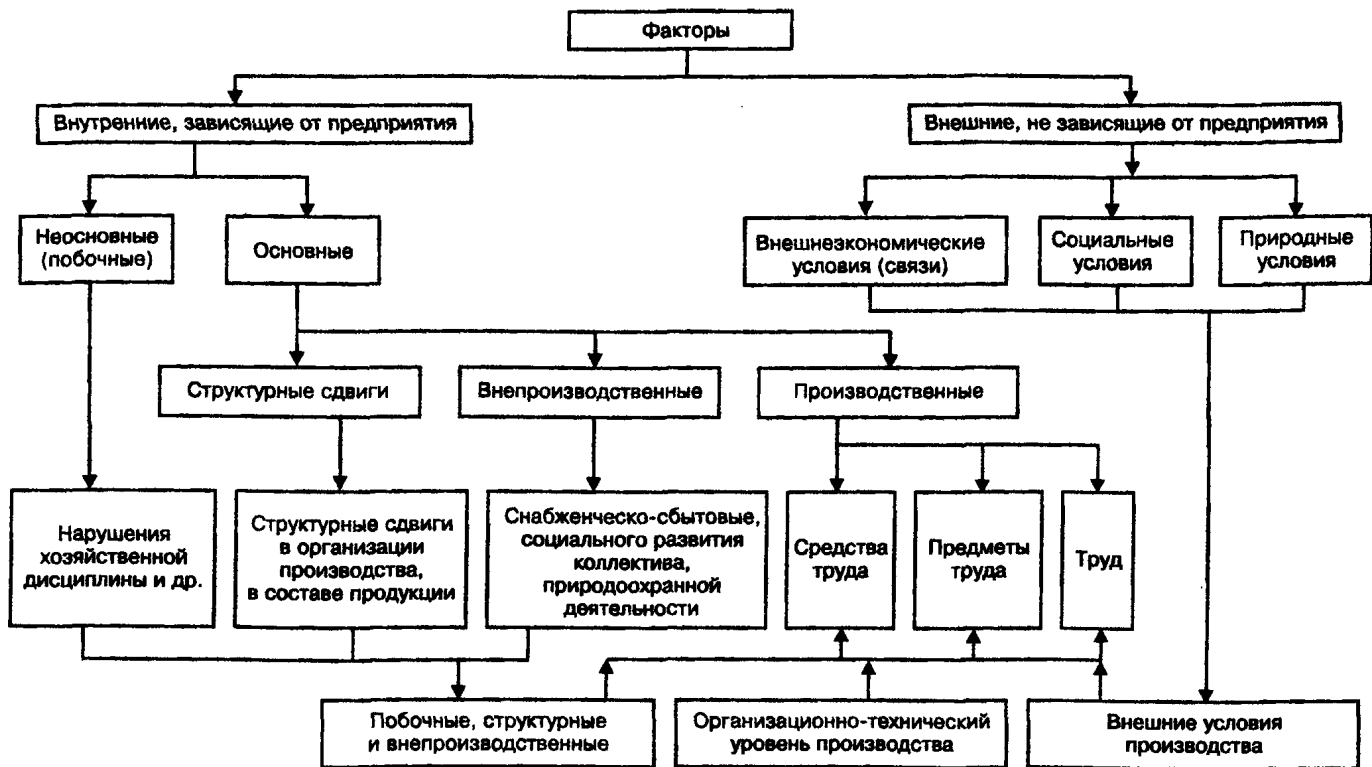 Факторы
Внутренние, зависящие от предприятия
Внешние, не зависящие от предприятия
Неосновные
(побочные)
Основные
Внешнеэкономические
условия (связи)
Социальные
условия
Природные
условия
Структурные сдвиги
Внепроизводственные
Производственные
Нарушения
хозяйственной
дисциплины и др.
Структурные сдвиги
в организации
производства,
в составе продукции
Снабженческо-сбытовые,
социального развития
коллектива,
природоохранной
деятельности
Средства
труда
Предметы
труда
Труд
Побочные, структурные
и внепроизводственные
Организационно-технический
уровень производства
Внешние условия
производства